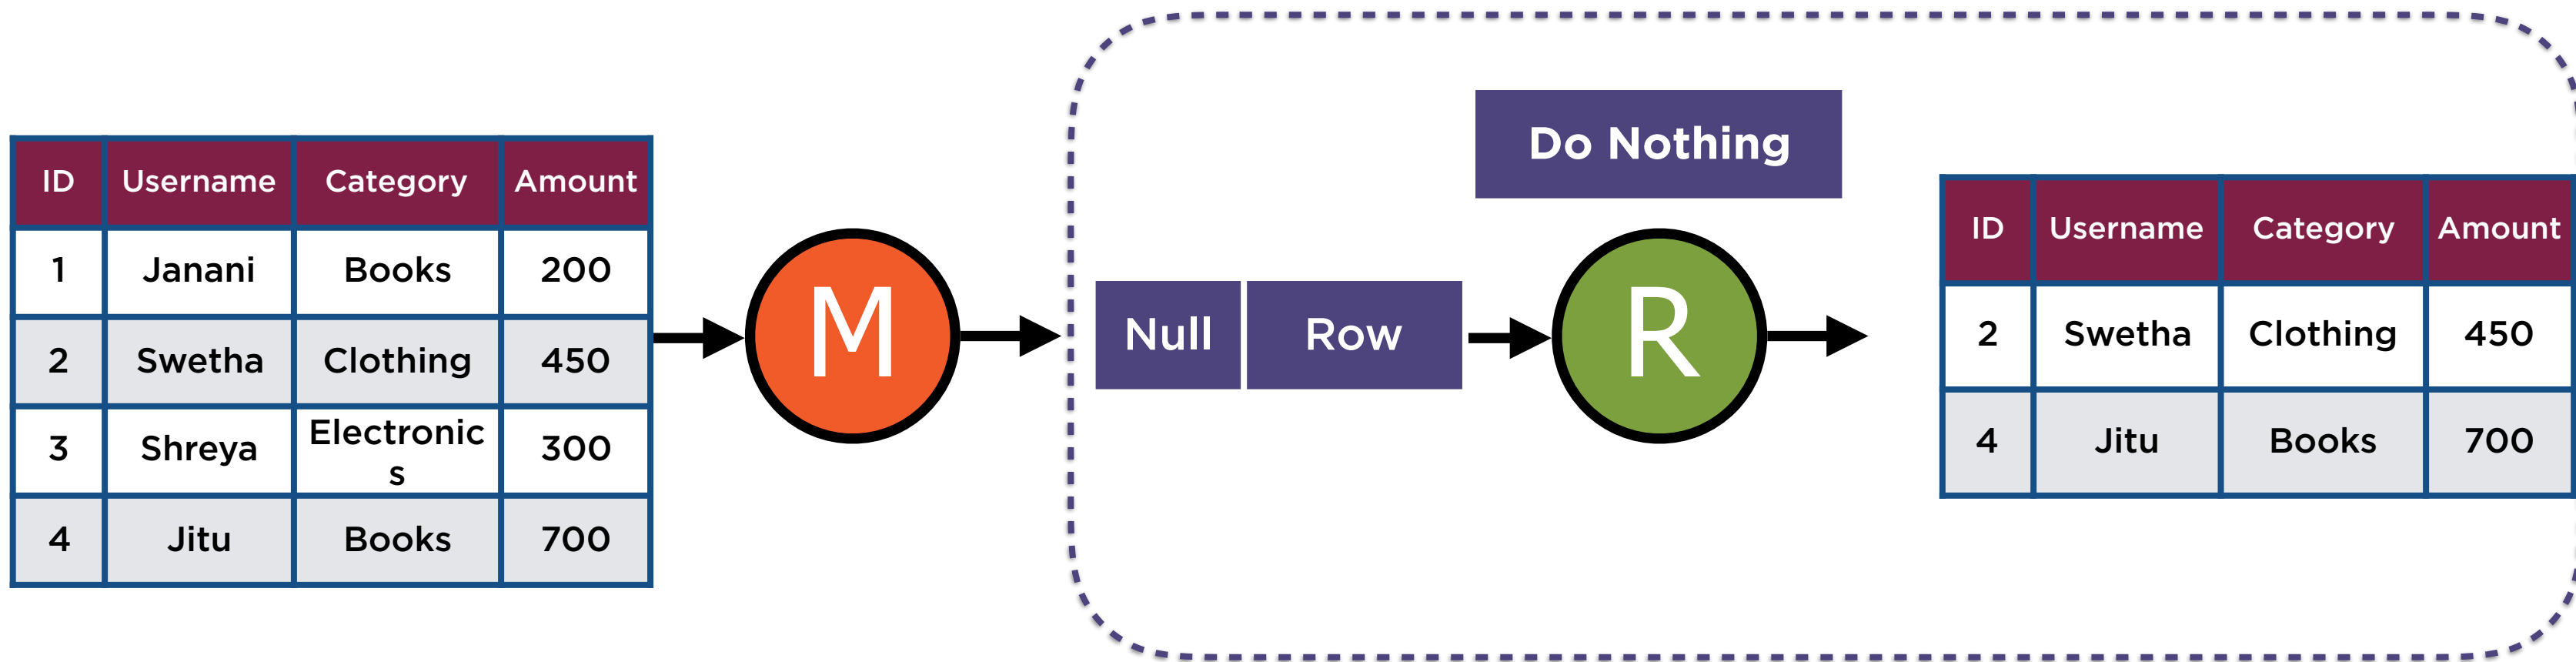 ID Username Category Amount
1 Janani Books 200
2 Swetha Clothing 450
3 Shreya Electronic
s 300
4 Jitu Books 700
M
Null Row
Do Nothing
R
ID Username Category Amount
2 Swetha Clothing 450
4 Jitu Books 700